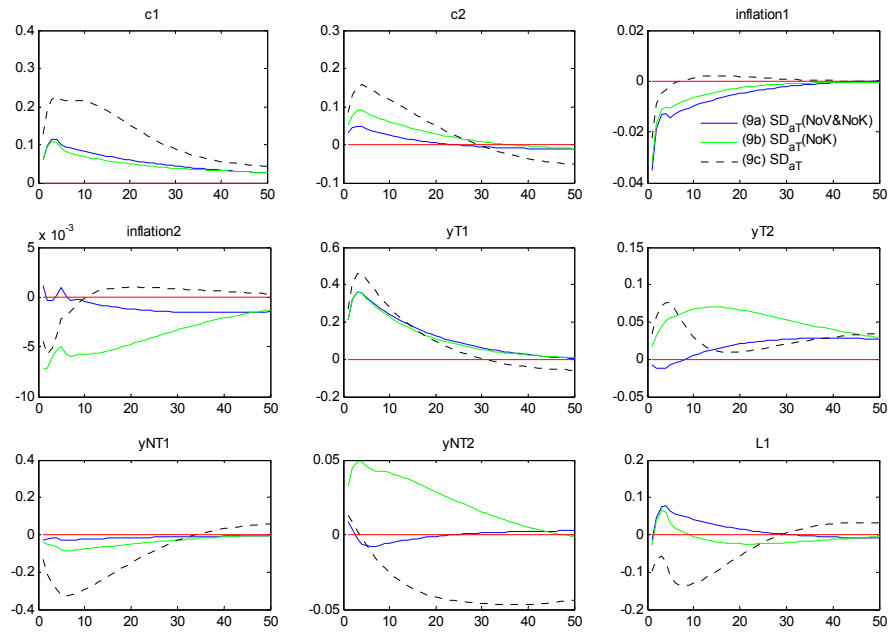 c1
c2
inflation1
0.4
0.3
0.2
0.1
0
0 10 20 30 40 50
0.3
0.2
0.1
0
-0.1
0 10 20 30 40 50
0.02
0
-0.02
-0.04
0 10 20 30 40 50
(9a) SD_aT(NoV&NoK)
(9b) SD_aT(NoK)
(9c) SD_aT
inflation2
yT1
yT2
x 10^-3
5
0
-5
-10
0 10 20 30 40 50
0.6
0.4
0.2
0
-0.2
0 10 20 30 40 50
0.15
0.1
0.05
0
-0.05
0 10 20 30 40 50
yNT1
yNT2
L1
0.4
0.2
0
-0.2
-0.4
0 10 20 30 40 50
0.05
0
-0.05
0 10 20 30 40 50
0.2
0.1
0
-0.1
-0.2
0 10 20 30 40 50